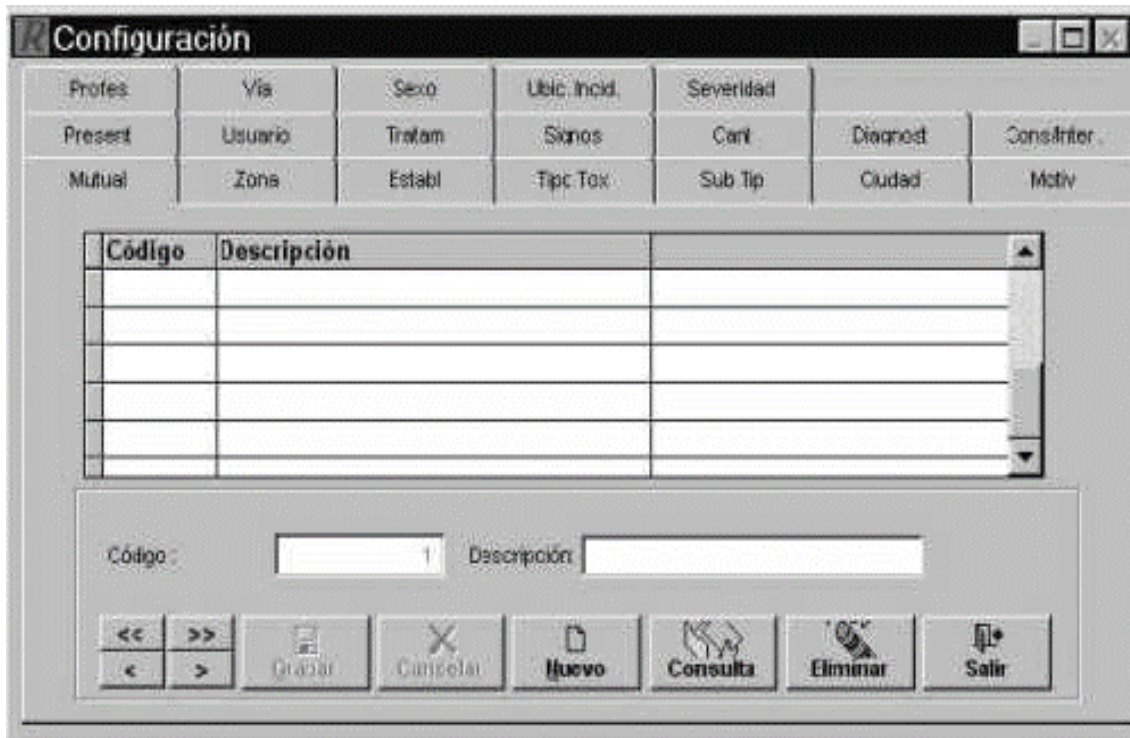 R Configuración
Profes Vía Sexo Ubic. Incid. Severidad
Present Usuario Tratam Signos Cant Diagnost Cons/Inter.
Mutual Zona Establ Tipo Tox Sub Tip Ciudad Motiv
Código Descripción
Código : 1 Descripción:
<< >> Grabar Cancelar Nuevo Consulta Eliminar Salir
< >